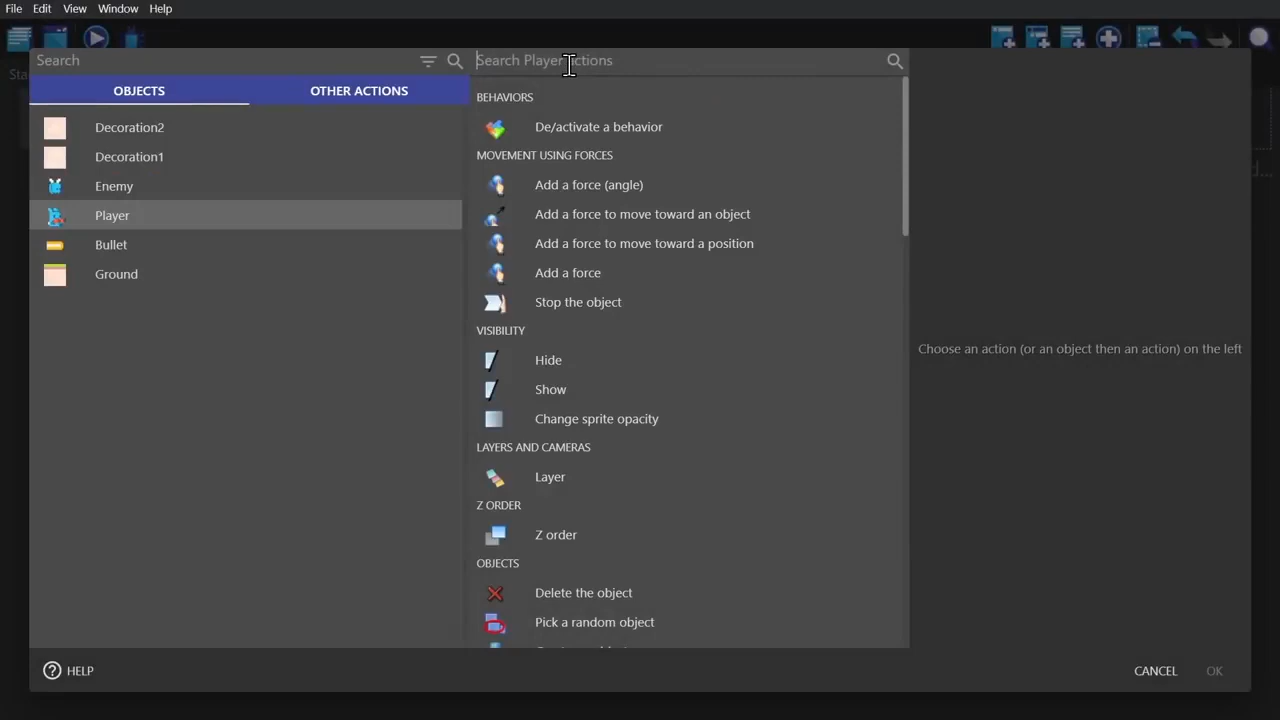 File Edit View Window Help
Search
Search Player actions
OBJECTS
OTHER ACTIONS
Decoration2
Decoration1
Enemy
Player
Bullet
Ground
BEHAVIORS
De/activate a behavior
MOVEMENT USING FORCES
Add a force (angle)
Add a force to move toward an object
Add a force to move toward a position
Add a force
Stop the object
VISIBILITY
Hide
Show
Change sprite opacity
LAYERS AND CAMERAS
Layer
Z ORDER
Z order
OBJECTS
Delete the object
Pick a random object
Choose an action (or an object then an action) on the left
? HELP
CANCEL
OK